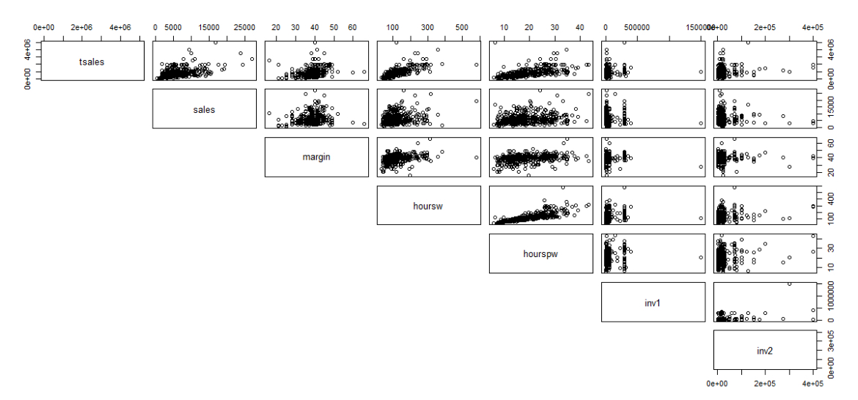 0e+00 2e+06 4e+06 5000 15000 25000 20 30 40 50 60 100 300 500 10 20 30 40 0 500000 0e+00 2e+05 4e+05
tsales 0e+00 4e+06
sales 0 15000
margin 20 40 60
hoursw 100 400
hourspw 10 30
inv1 0 1000000
inv2 0e+00 3e+05
0e+00 2e+05 4e+05